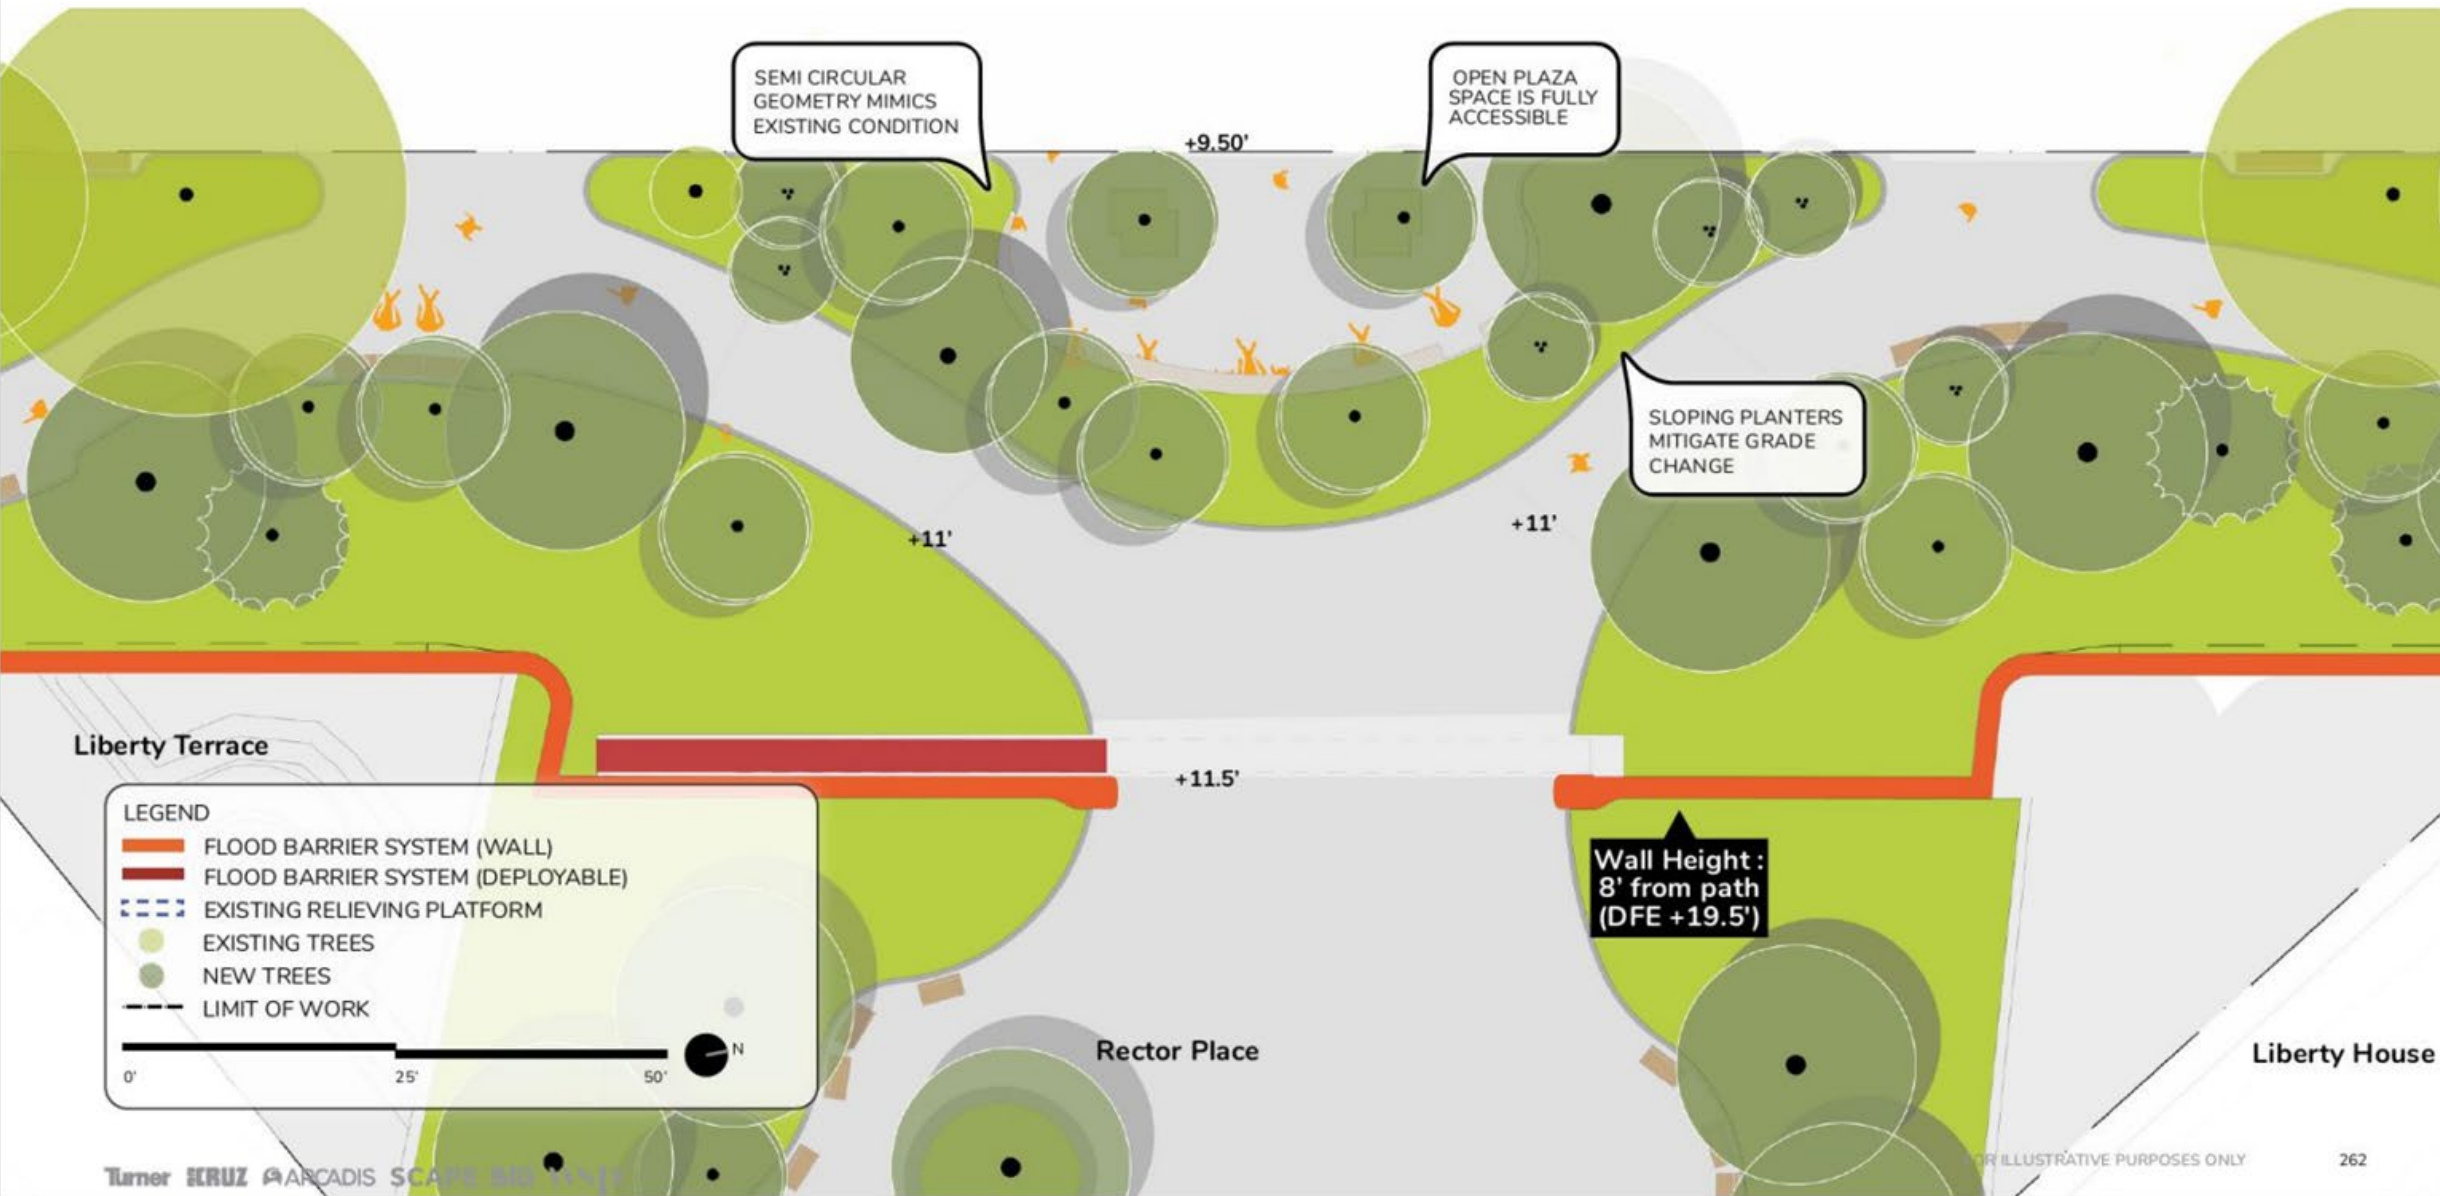 SEMI CIRCULAR
GEOMETRY MIMICS
EXISTING CONDITION
OPEN PLAZA
SPACE IS FULLY
ACCESSIBLE
+9.50'
SLOPING PLANTERS
MITIGATE GRADE
CHANGE
+11'
+11'
Liberty Terrace
+11.5'
LEGEND
FLOOD BARRIER SYSTEM (WALL)
FLOOD BARRIER SYSTEM (DEPLOYABLE)
EXISTING RELIEVING PLATFORM
EXISTING TREES
NEW TREES
LIMIT OF WORK
0'
25'
50'
N
Wall Height:
8' from path
(DFE +19.5')
Rector Place
Liberty House
Turner
ARCADIS
SCAPE
BIG
ILLUSTRATIVE PURPOSES ONLY
262